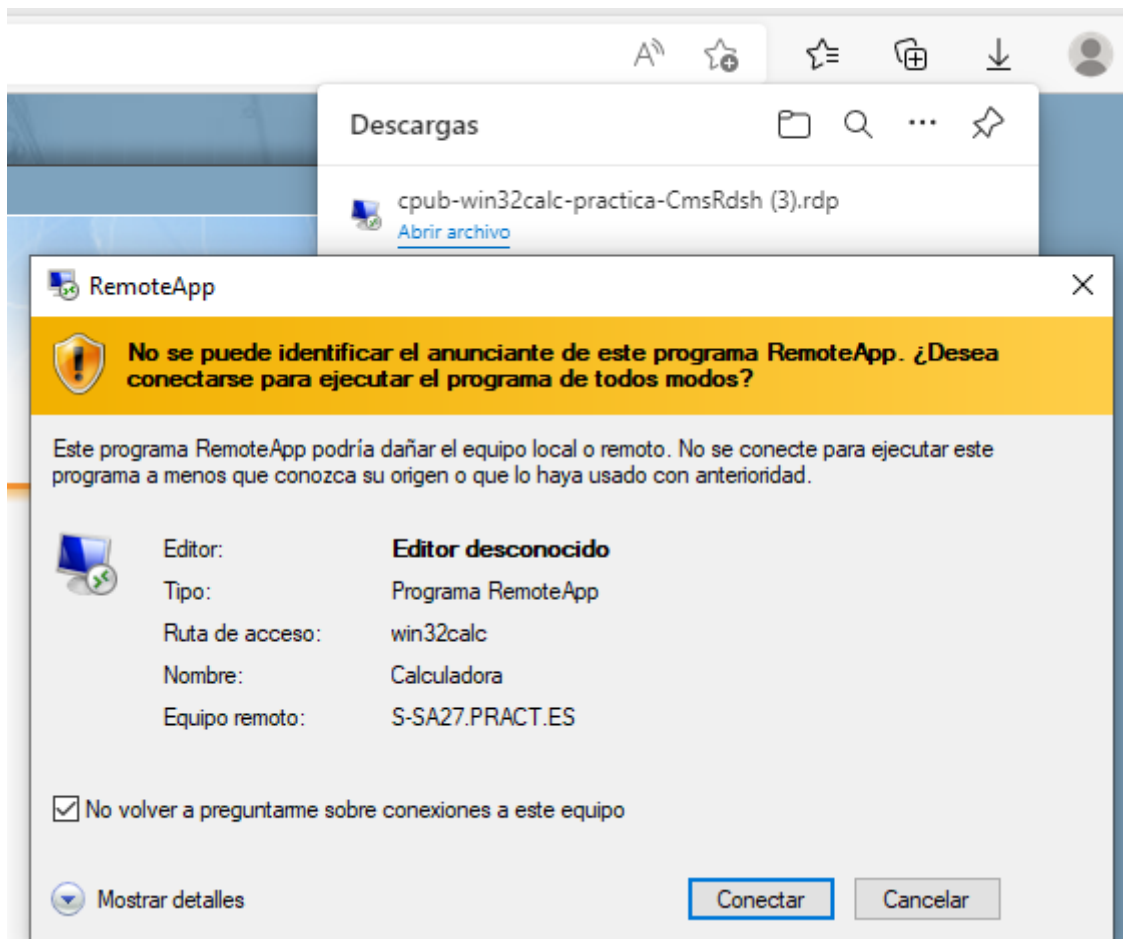 Descargas
cpub-win32calc-practica-CmsRdsh (3).rdp
Abrir archivo
RemoteApp
No se puede identificar el anunciante de este programa RemoteApp. ¿Desea
conectarse para ejecutar el programa de todos modos?
Este programa RemoteApp podría dañar el equipo local o remoto. No se conecte para ejecutar este
programa a menos que conozca su origen o que lo haya usado con anterioridad.
Editor: Editor desconocido
Tipo: Programa RemoteApp
Ruta de acceso: win32calc
Nombre: Calculadora
Equipo remoto: S-SA27.PRACT.ES
No volver a preguntarme sobre conexiones a este equipo
Mostrar detalles Conectar Cancelar